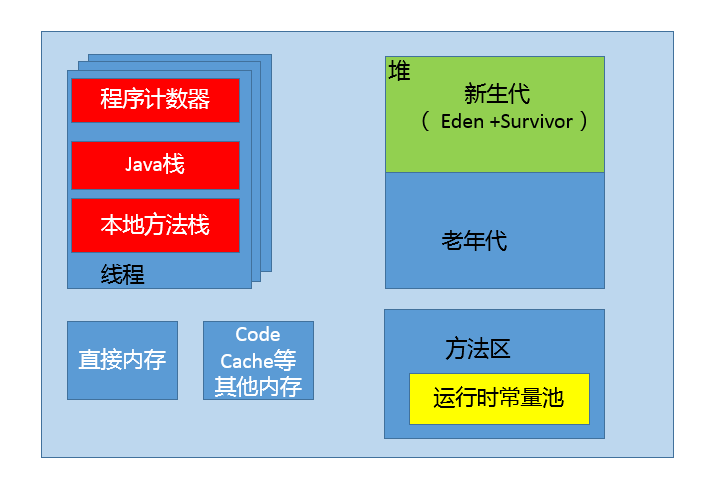 程序计数器
Java栈
本地方法栈
线程
堆
新生代
（ Eden +Survivor ）
老年代
直接内存
Code
Cache等
其他内存
方法区
运行时常量池